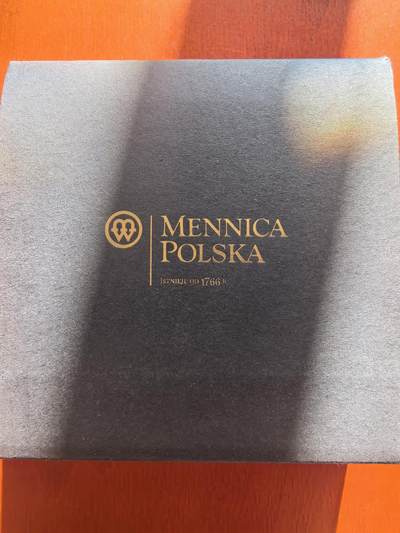 MENNICA
POLSKA
ISTNIEJE OD 1766 R.